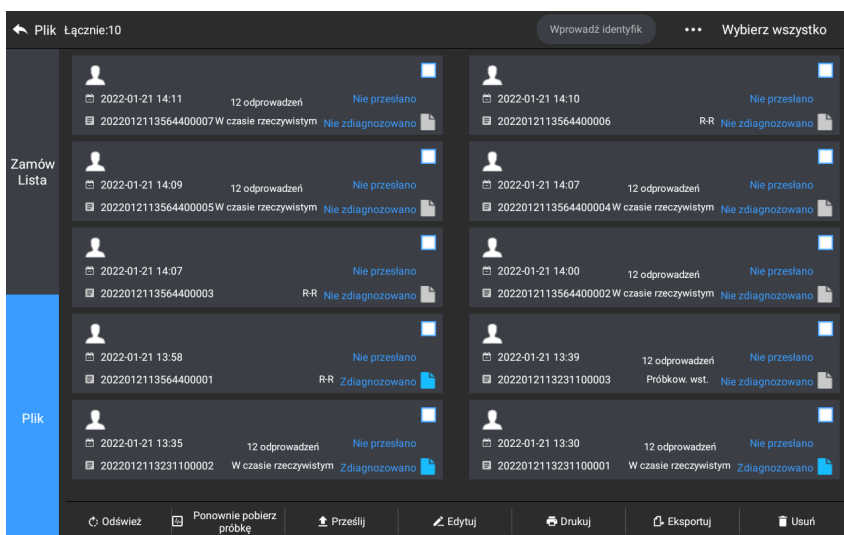 Plik Łącznie:10
Wprowadź identyfik
Wybierz wszystko
Zamów
Lista
Plik
2022-01-21 14:11 12 odprowadzeń Nie przesłano
2022012113564400007 W czasie rzeczywistym Nie zdiagnozowano
2022-01-21 14:10 Nie przesłano
2022012113564400006 R-R Nie zdiagnozowano
2022-01-21 14:09 12 odprowadzeń Nie przesłano
2022012113564400005 W czasie rzeczywistym Nie zdiagnozowano
2022-01-21 14:07 12 odprowadzeń Nie przesłano
2022012113564400004 W czasie rzeczywistym Nie zdiagnozowano
2022-01-21 14:07 Nie przesłano
2022012113564400003 R-R Nie zdiagnozowano
2022-01-21 14:00 12 odprowadzeń Nie przesłano
2022012113564400002 W czasie rzeczywistym Nie zdiagnozowano
2022-01-21 13:58 Nie przesłano
2022012113564400001 R-R Zdiagnozowano
2022-01-21 13:39 12 odprowadzeń Nie przesłano
2022012113231100003 Próbkow. wst. Nie zdiagnozowano
2022-01-21 13:35 12 odprowadzeń Nie przesłano
2022012113231100002 W czasie rzeczywistym Zdiagnozowano
2022-01-21 13:30 12 odprowadzeń Nie przesłano
2022012113231100001 W czasie rzeczywistym Zdiagnozowano
Odśwież
Ponownie pobierz
próbkę
Prześlij
Edytuj
Drukuj
Eksportuj
Usuń